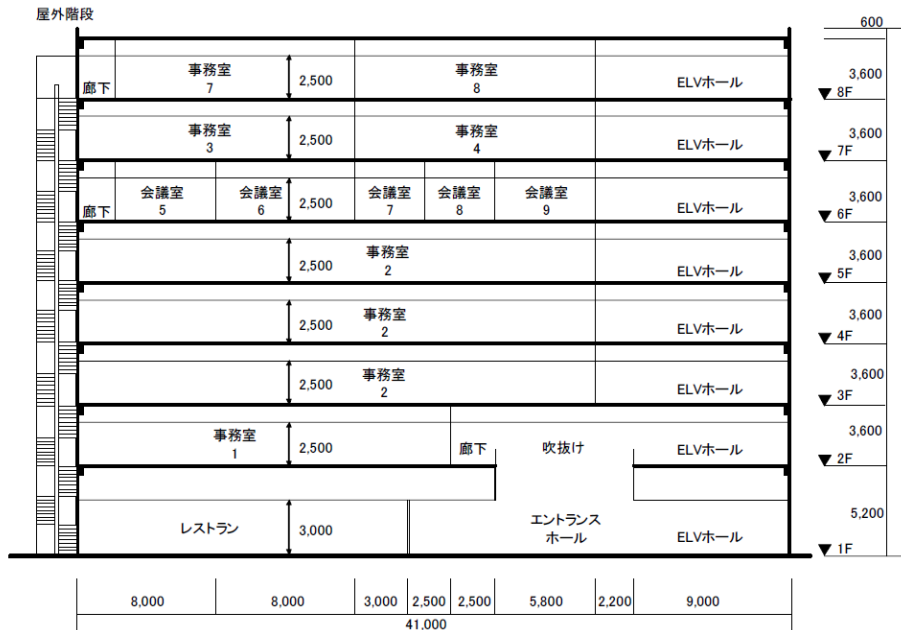 屋外階段
600
事務室
7
2,500
事務室
8
廊下
ELVホール
3,600
8F
事務室
3
2,500
事務室
4
ELVホール
3,600
7F
会議室
5
会議室
6
2,500
会議室
7
会議室
8
会議室
9
廊下
ELVホール
3,600
6F
事務室
2
2,500
ELVホール
3,600
5F
事務室
2
2,500
ELVホール
3,600
4F
事務室
2
2,500
ELVホール
3,600
3F
事務室
1
2,500
廊下
吹抜け
ELVホール
3,600
2F
レストラン
3,000
エントランス
ホール
ELVホール
5,200
1F
8,000
8,000
3,000
2,500
2,500
5,800
2,200
9,000
41,000